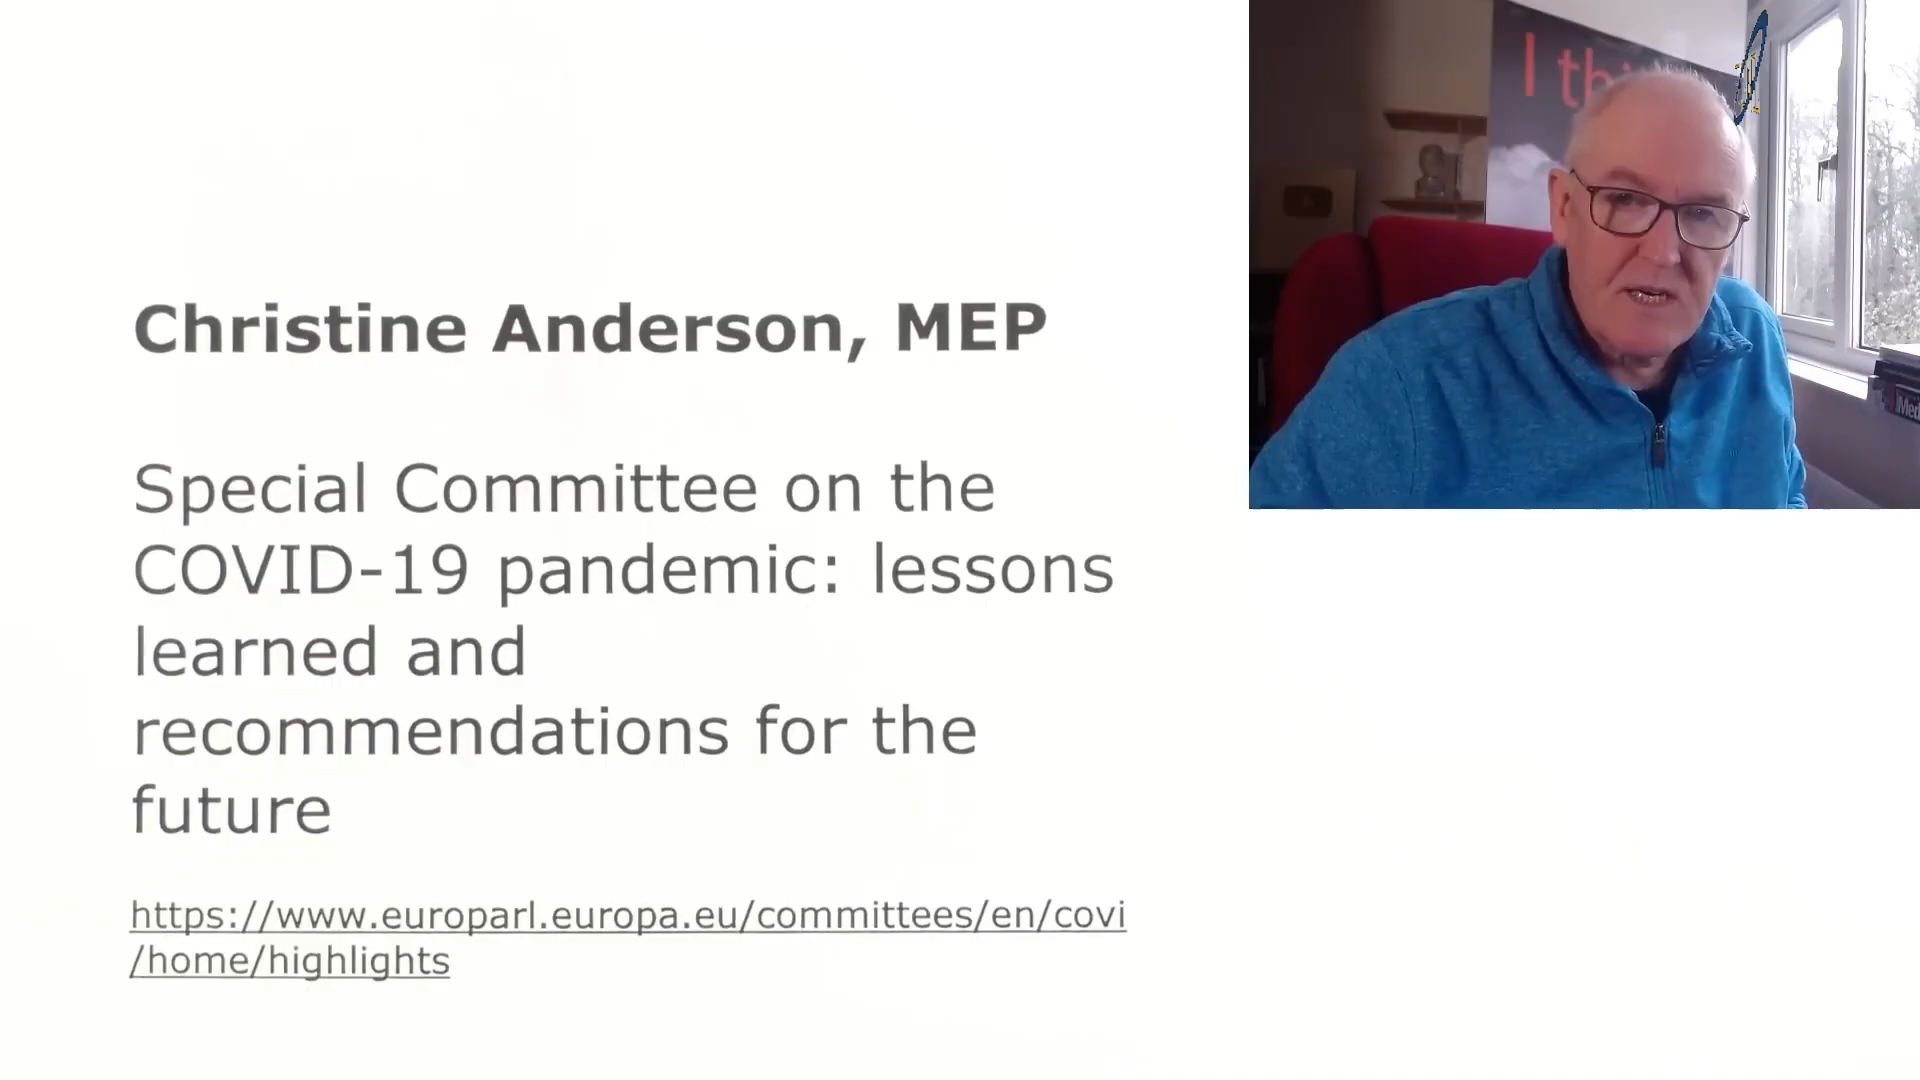 Christine Anderson, MEP
Special Committee on the
COVID-19 pandemic: lessons
learned and
recommendations for the
future
https://www.europarl.europa.eu/committees/en/covi
/home/highlights
I
Med